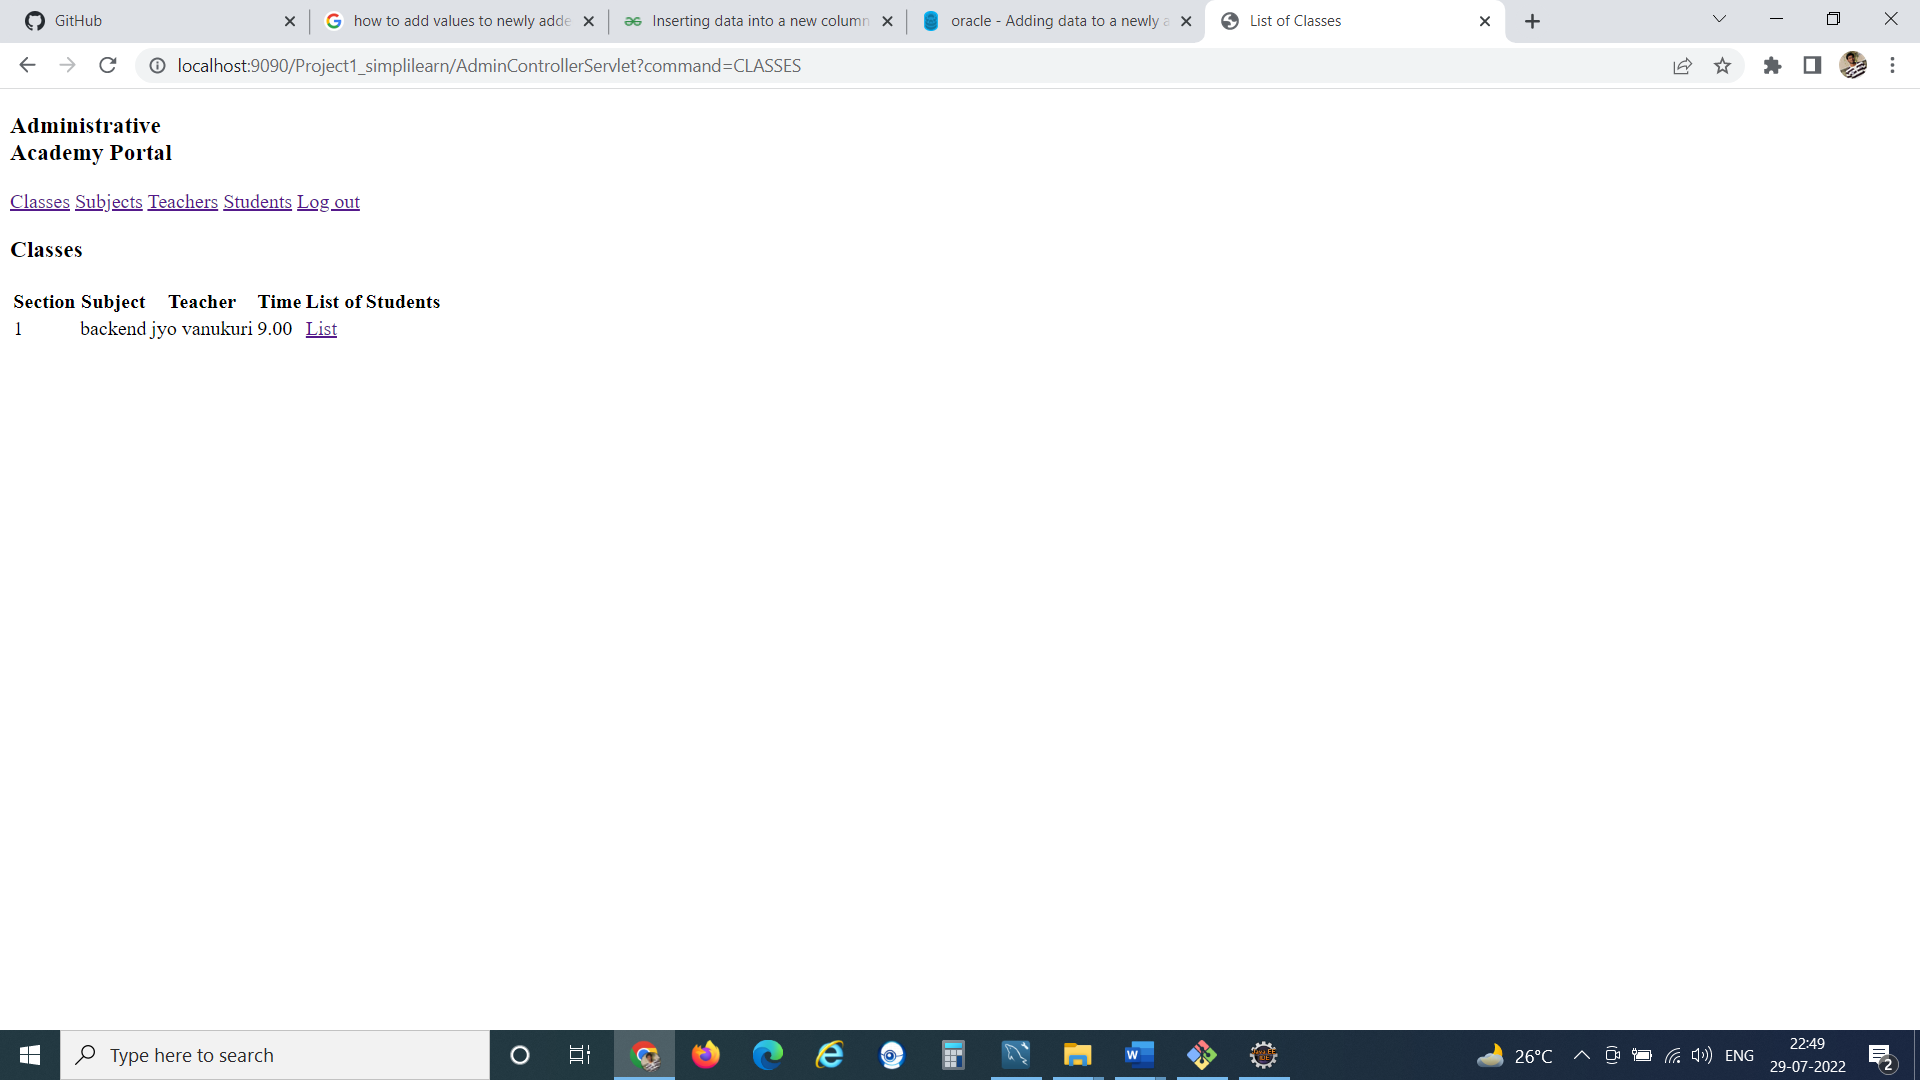 GitHub
how to add values to newly adde
Inserting data into a new column
oracle - Adding data to a newly a
List of Classes
localhost:9090/Project1_simplilearn/AdminControllerServlet?command=CLASSES
Administrative
Academy Portal
Classes Subjects Teachers Students Log out
Classes
Section Subject Teacher Time List of Students
1 backend jyo vanukuri 9.00 List
Type here to search
26°C
ENG
22:49
29-07-2022
2